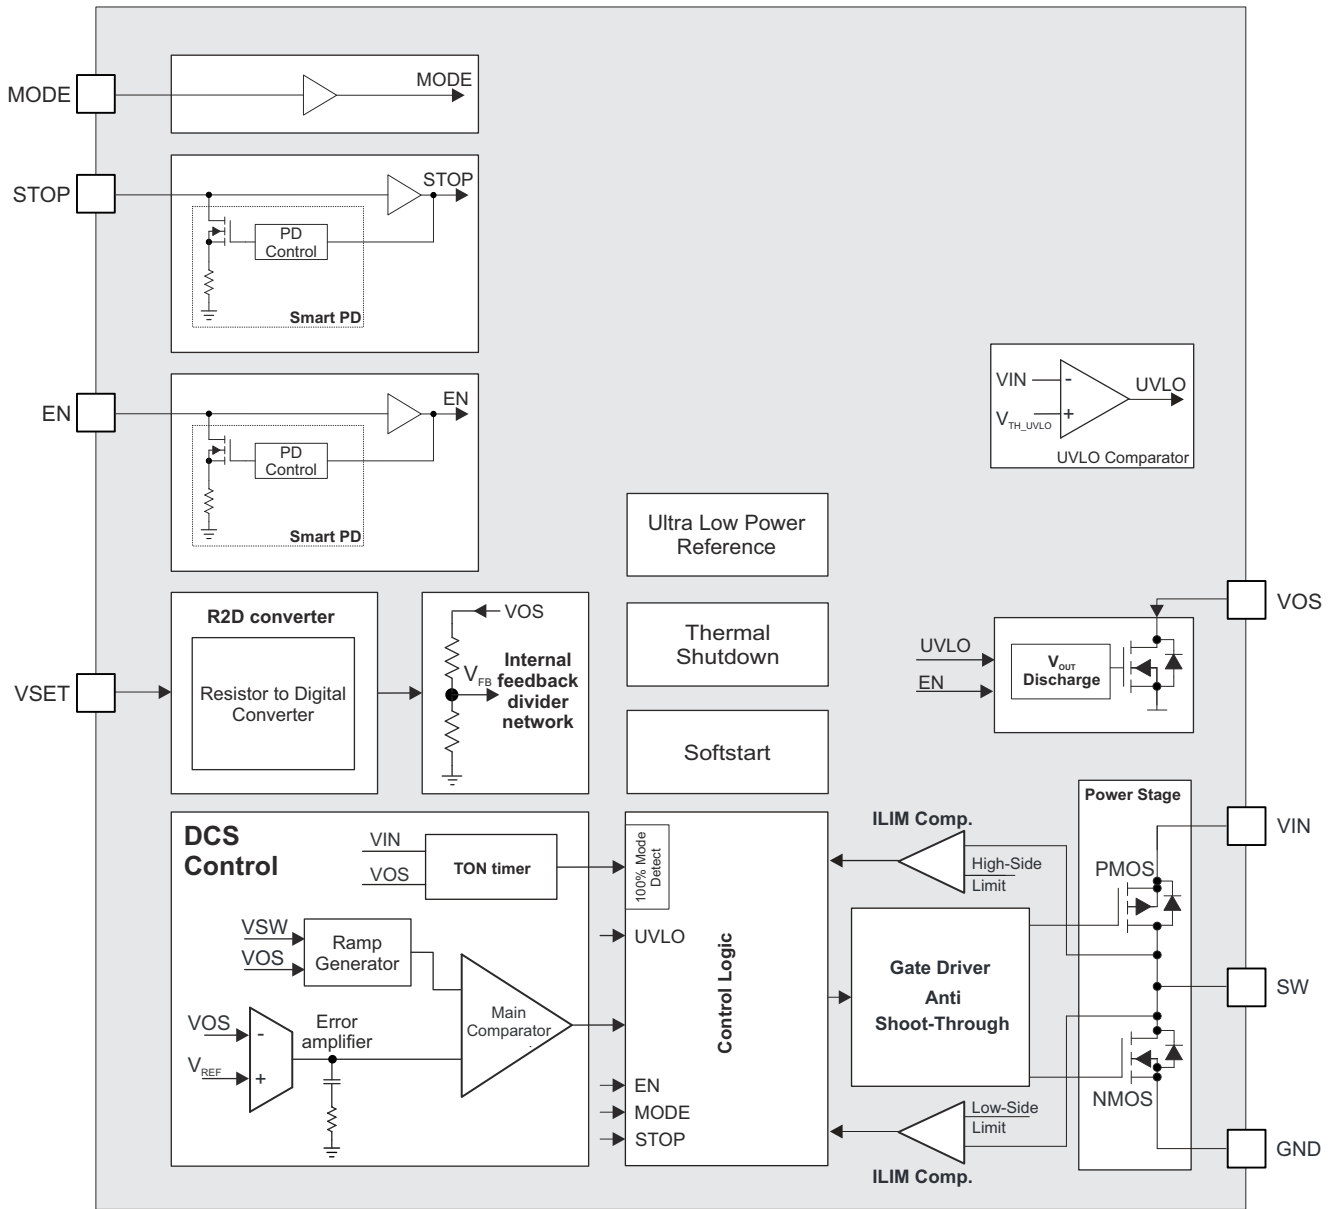 MODE
MODE
STOP
STOP
PD
Control
Smart PD
EN
EN
PD
Control
Smart PD
VIN
-
UVLO
V_TH_UVLO
+
UVLO Comparator
Ultra Low Power
Reference
Thermal
Shutdown
Softstart
VOS
UVLO
EN
V_OUT
Discharge
R2D converter
VSET
Resistor to Digital
Converter
VOS
V_FB
Internal
feedback
divider
network
DCS
Control
VIN
VOS
TON timer
VSW
VOS
Ramp
Generator
VOS
-
V_REF
+
Error
amplifier
Main
Comparator
100% Mode
Detect
UVLO
Control Logic
EN
MODE
STOP
ILIM Comp.
High-Side
Limit
Gate Driver
Anti
Shoot-Through
Low-Side
Limit
ILIM Comp.
Power Stage
PMOS
NMOS
VIN
SW
GND